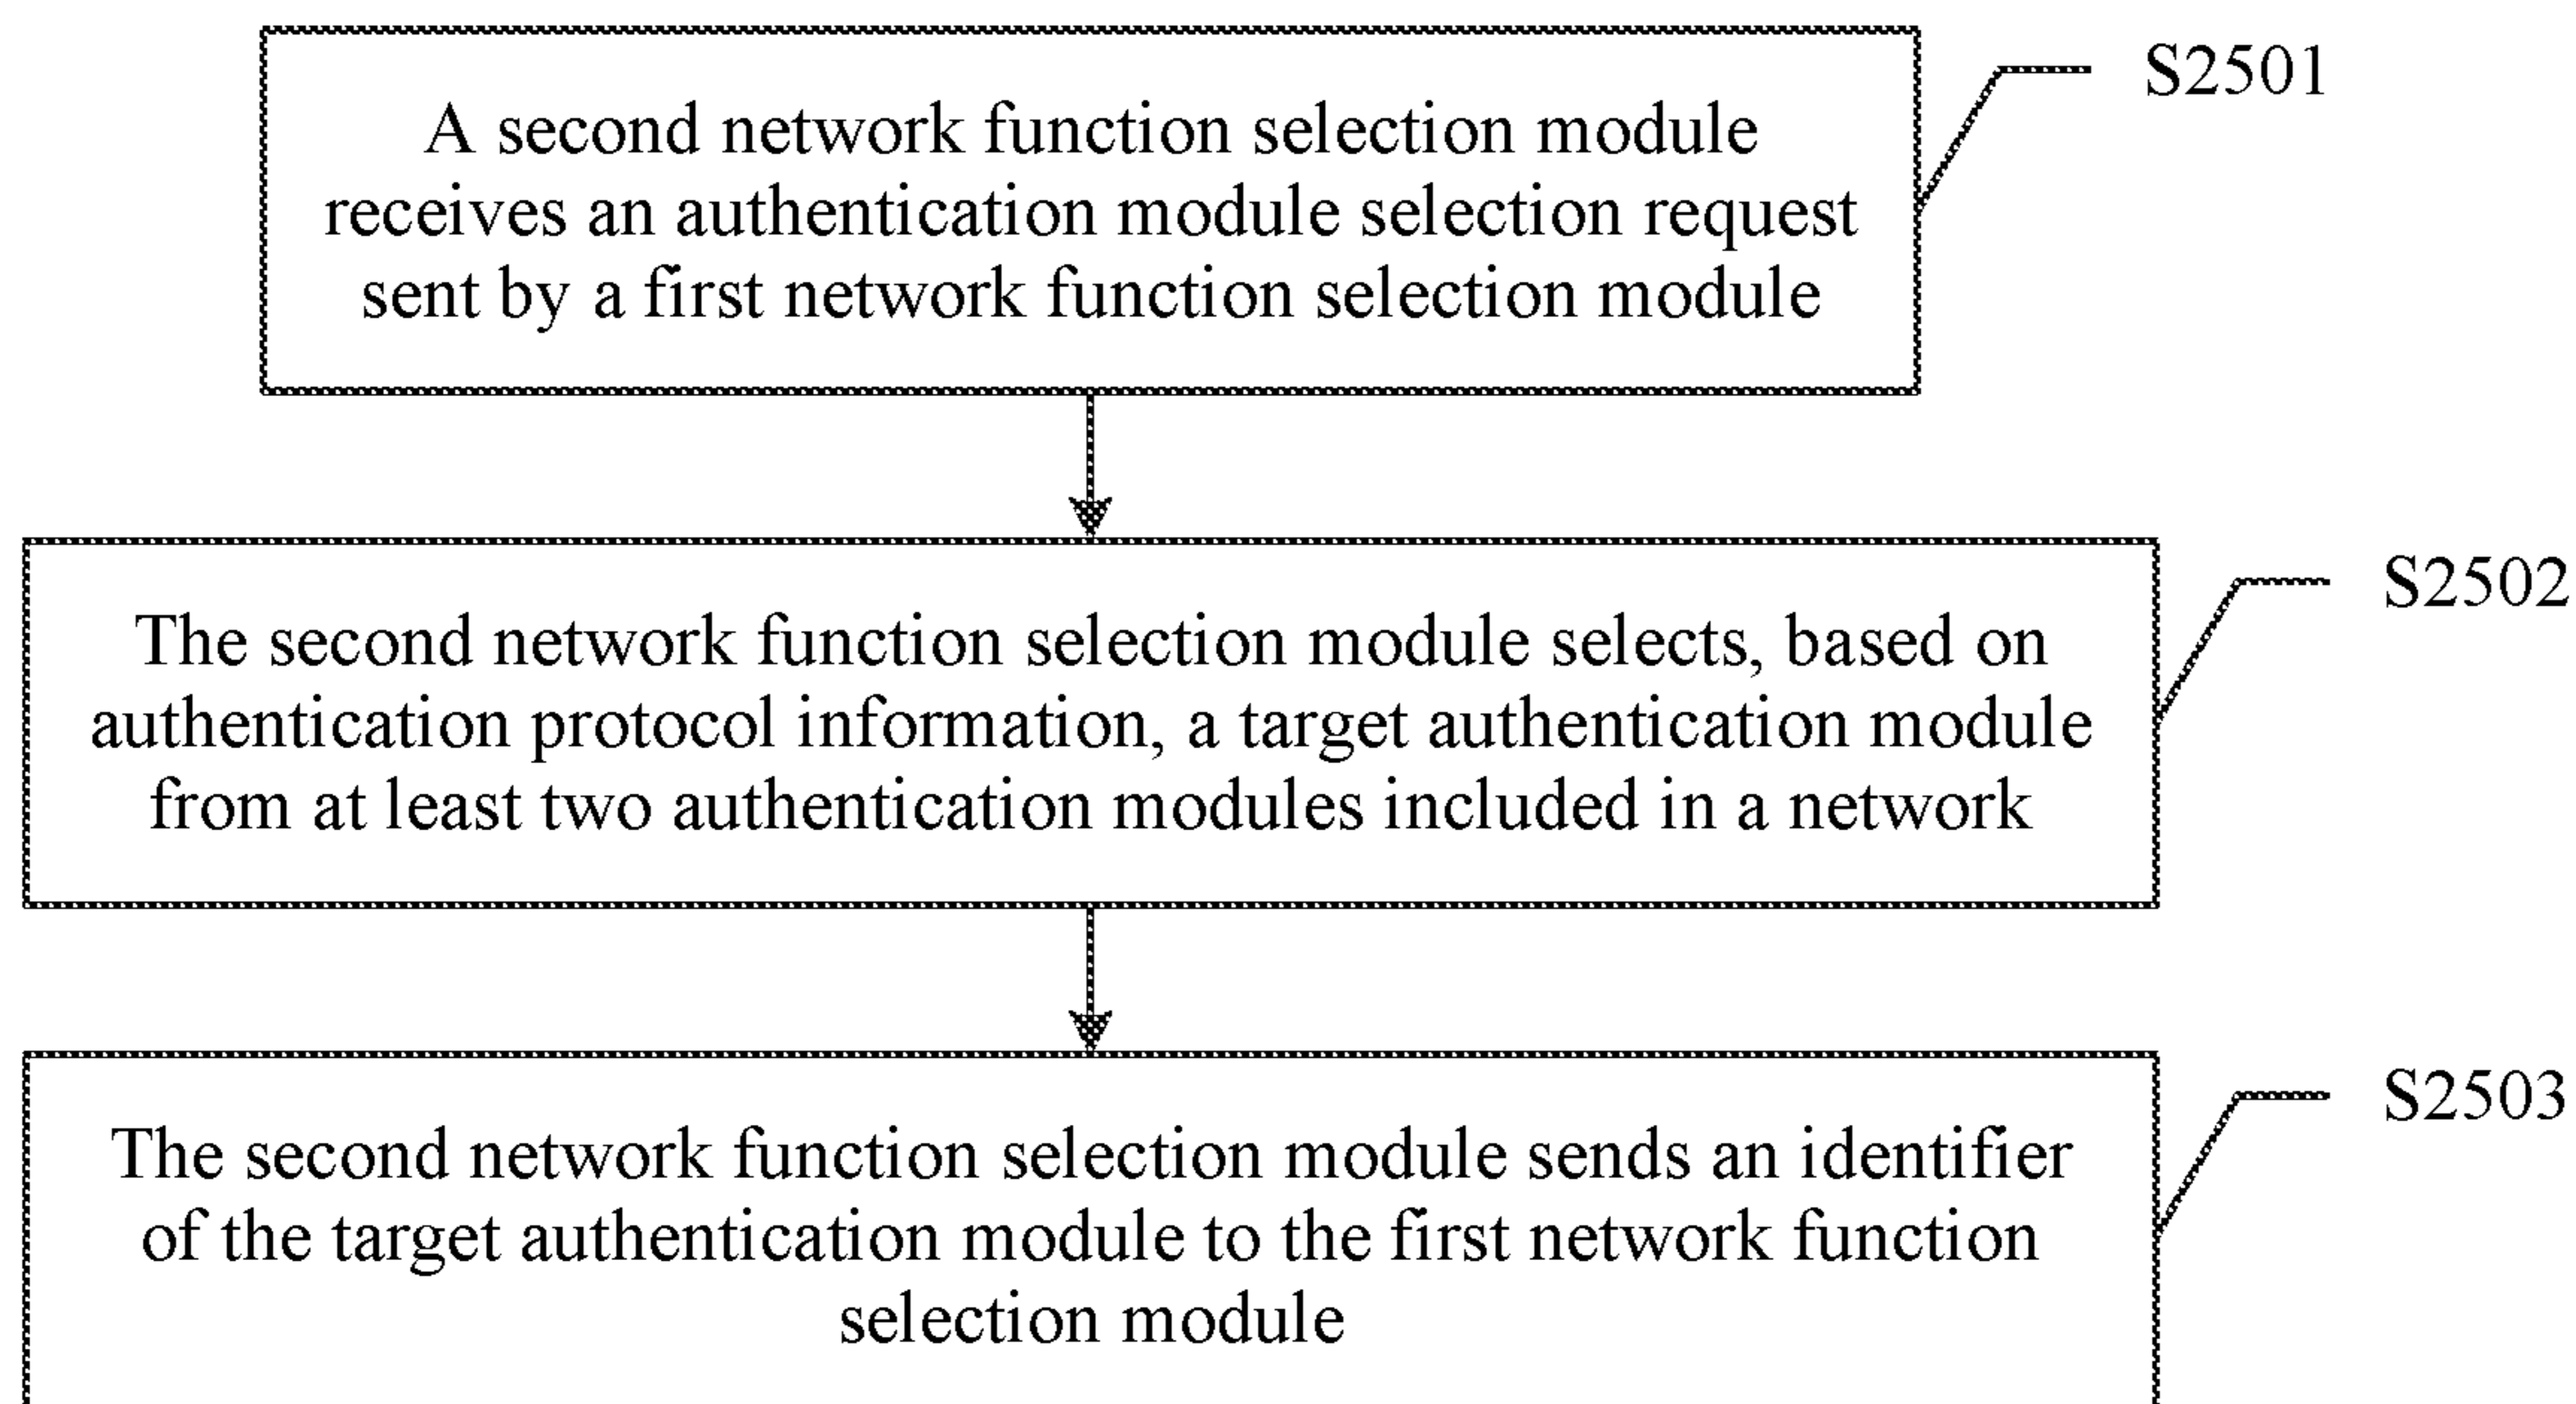 A second network function selection module
receives an authentication module selection request
sent by a first network function selection module
S2501
The second network function selection module selects, based on
authentication protocol information, a target authentication module
from at least two authentication modules included in a network
S2502
The second network function selection module sends an identifier
of the target authentication module to the first network function
selection module
S2503